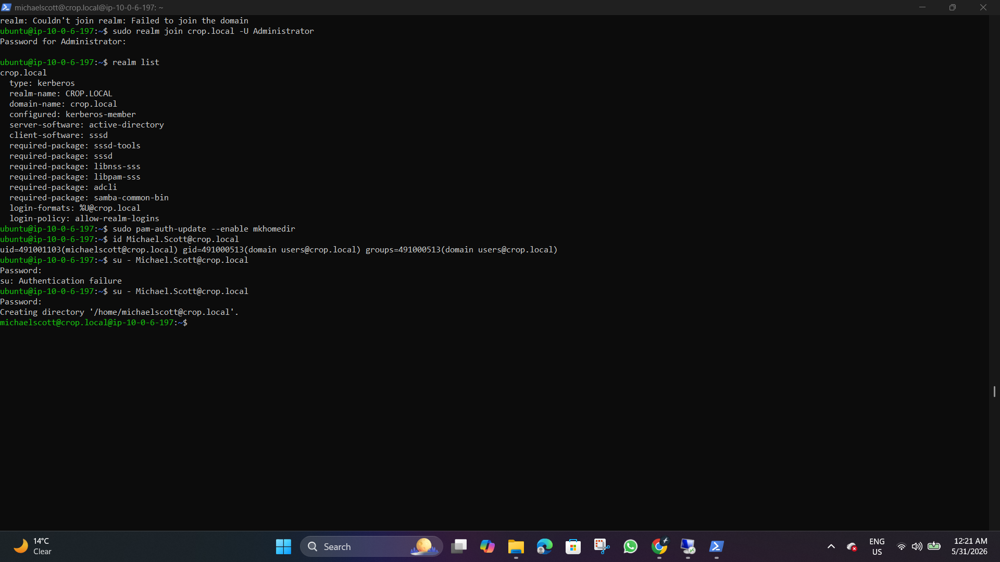 michaelscott@crop.local@ip-10-0-6-197: ~
realm: Couldn't join realm: Failed to join the domain
ubuntu@ip-10-0-6-197:~$ sudo realm join crop.local -U Administrator
Password for Administrator:
ubuntu@ip-10-0-6-197:~$ realm list
crop.local
  type: kerberos
  realm-name: CROP.LOCAL
  domain-name: crop.local
  configured: kerberos-member
  server-software: active-directory
  client-software: sssd
  required-package: sssd-tools
  required-package: sssd
  required-package: libnss-sss
  required-package: libpam-sss
  required-package: adcli
  required-package: samba-common-bin
  login-formats: %U@crop.local
  login-policy: allow-realm-logins
ubuntu@ip-10-0-6-197:~$ sudo pam-auth-update --enable mkhomedir
ubuntu@ip-10-0-6-197:~$ id Michael.Scott@crop.local
uid=491001103(michaelscott@crop.local) gid=491000513(domain users@crop.local) groups=491000513(domain users@crop.local)
ubuntu@ip-10-0-6-197:~$ su - Michael.Scott@crop.local
Password:
su: Authentication failure
ubuntu@ip-10-0-6-197:~$ su - Michael.Scott@crop.local
Password:
Creating directory '/home/michaelscott@crop.local'.
michaelscott@crop.local@ip-10-0-6-197:~$
14°C
Clear
Search
ENG
US
12:21 AM
5/31/2026